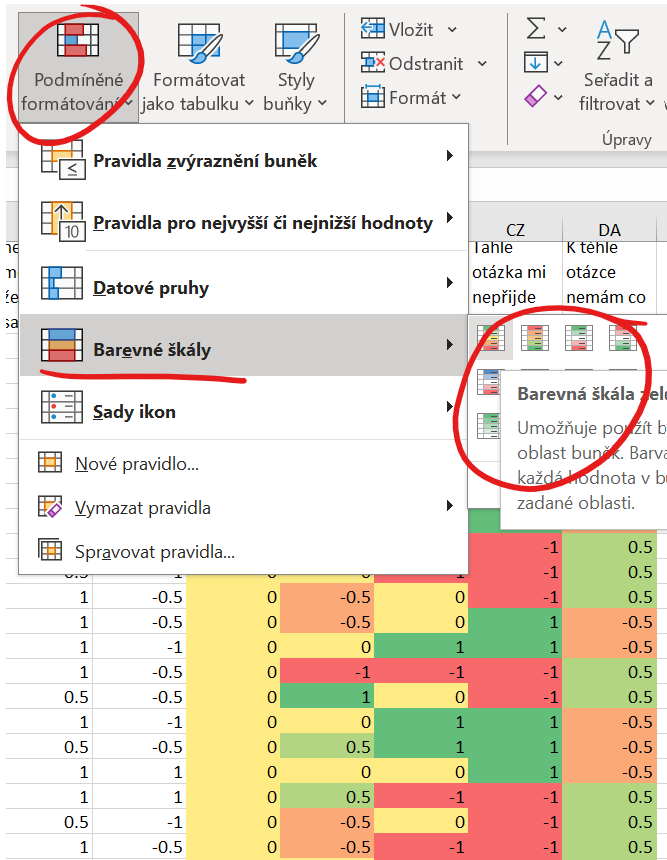 Podmíněné formátování
Formátovat jako tabulku
Styly buňky
Vložit
Odstranit
Formát
Seřadit a filtrovat
Úpravy
Pravidla zvýraznění buněk
Pravidla pro nejvyšší či nejnižší hodnoty
10
Datové pruhy
Barevné škály
Sady ikon
Nové pravidlo...
Vymazat pravidla
Spravovat pravidla...
CZ DA
Tahle K téhle
otázka mi otázce
nepřijde nemám co
Barevná škála zele
Umožňuje použít b
oblast buněk. Barva
každá hodnota v bu
zadané oblasti.
-1 0.5
0.5 1 0 0 1 -1 0.5
1 -0.5 0 -0.5 0 -1 0.5
1 -0.5 0 -0.5 0 1 -0.5
1 -1 0 0 1 1 -0.5
1 -0.5 0 -1 -1 -1 0.5
0.5 -0.5 0 1 0 -1 0.5
1 -1 0 0 1 1 -0.5
0.5 -0.5 0 0.5 1 1 -0.5
1 1 0 0 0 1 -0.5
1 1 0 0.5 -1 -1 0.5
0.5 -1 0 -0.5 0 -1 0.5
1 -0.5 0 -0.5 -1 -1 0.5